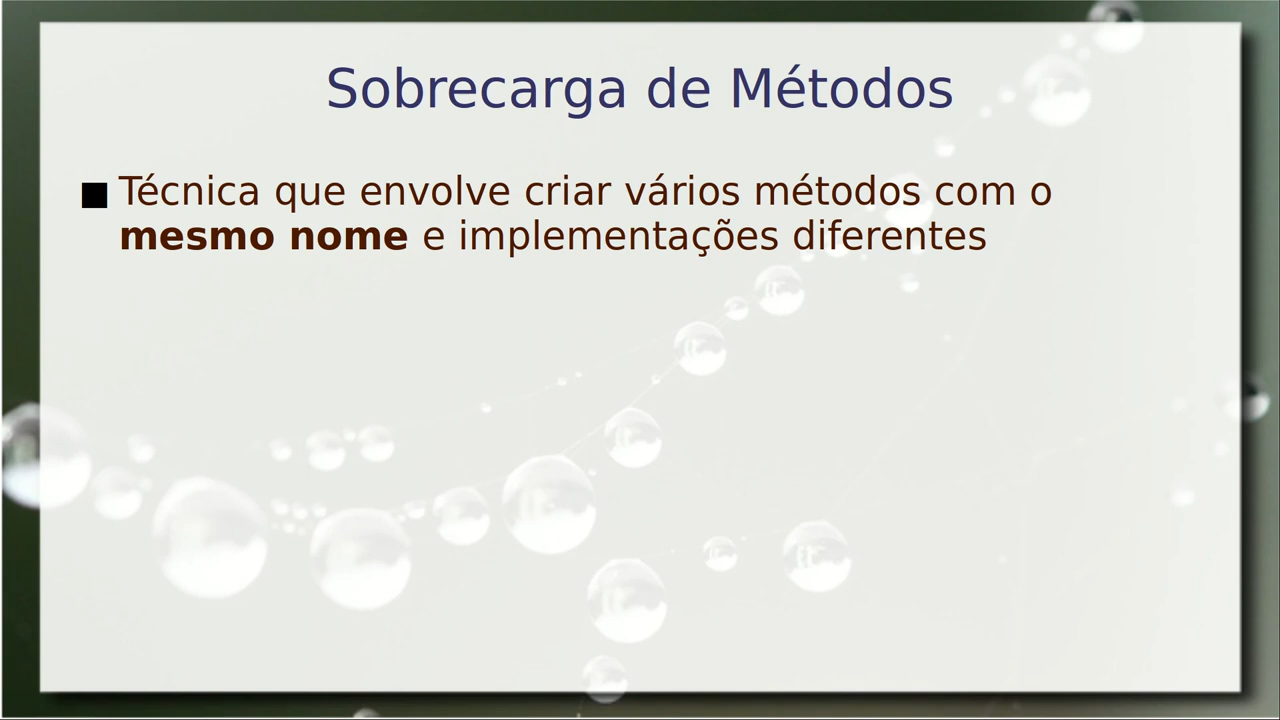 Sobrecarga de Métodos
■ Técnica que envolve criar vários métodos com o
mesmo nome e implementações diferentes